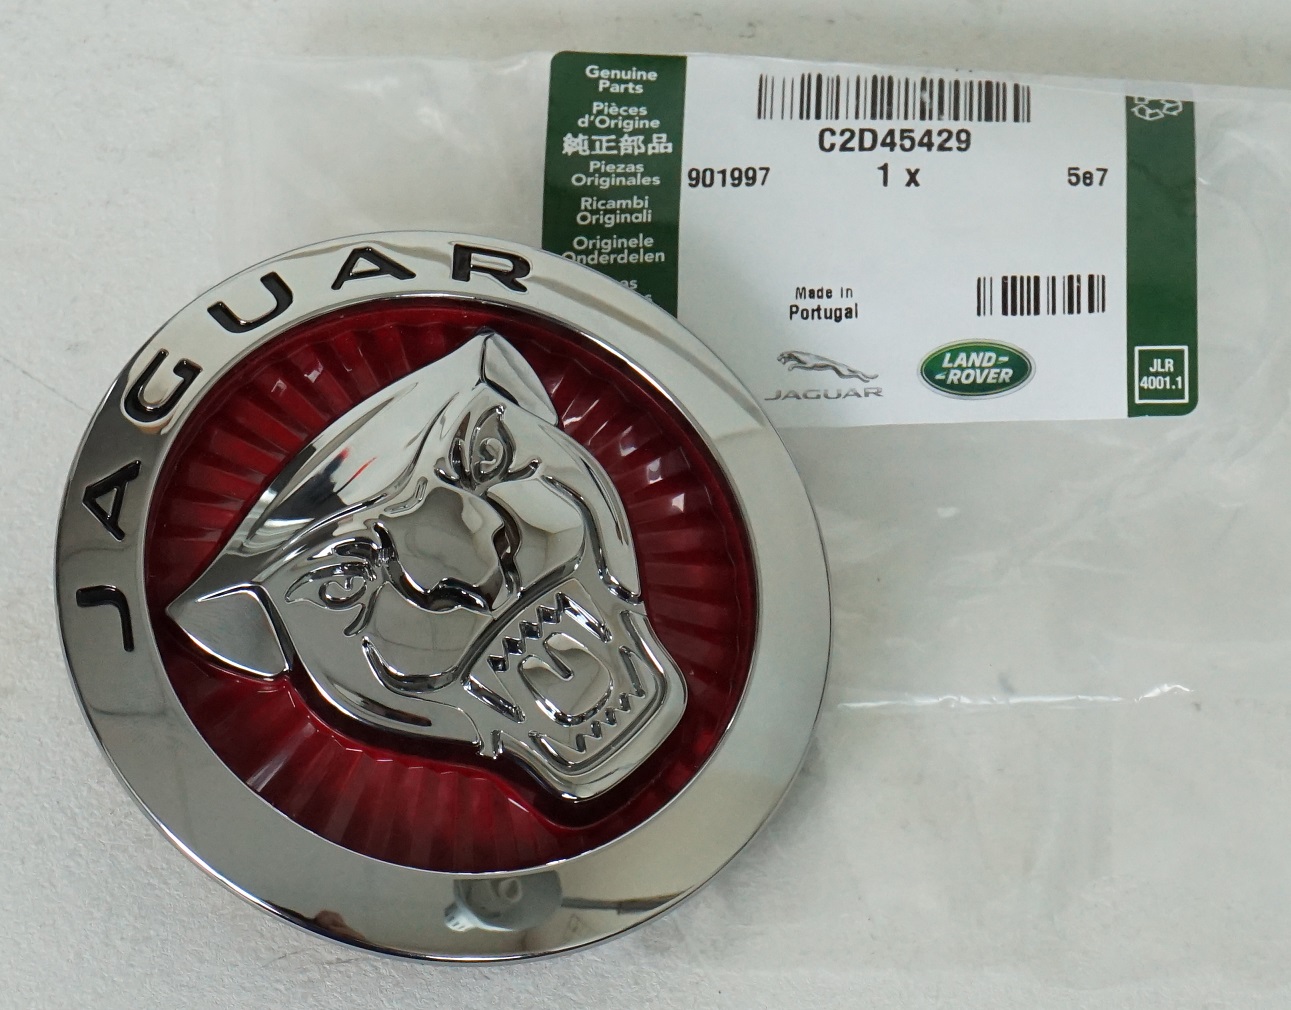 Genuine
Parts
Pièces
d'Origine
純正部品
Piezas
Originales
Ricambi
Originali
Originele
Onderdelen
C2D45429
901997 1 x 5e7
Made in
Portugal
JAGUAR
LAND-
-ROVER
JLR
4001.1
JAGUAR